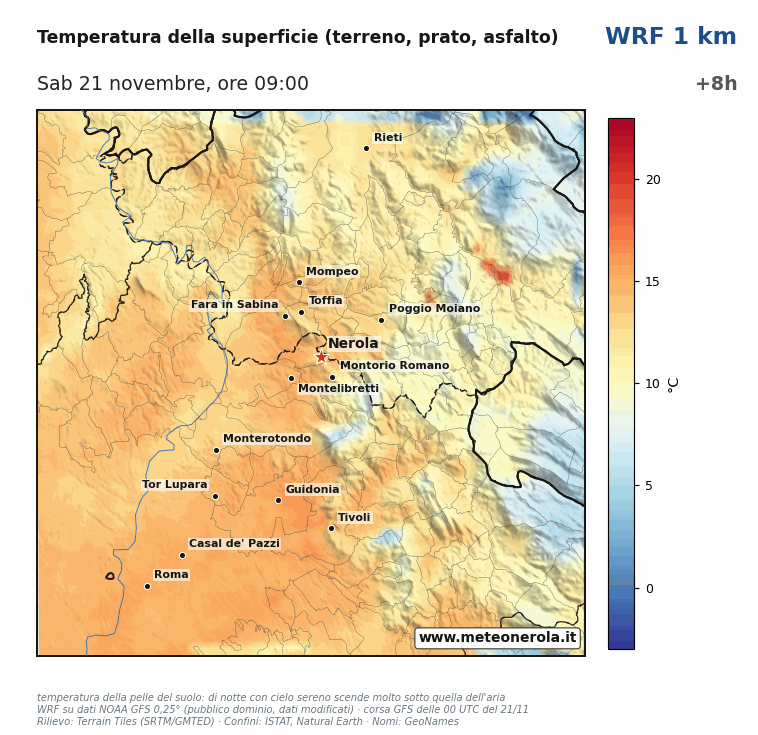 Temperatura della superficie (terreno, prato, asfalto)
WRF 1 km
Sab 21 novembre, ore 09:00
+8h
Rieti
Mompeo
Fara in Sabina
Toffia
Poggio Moiano
Nerola
Montorio Romano
Montelibretti
Monterotondo
Tor Lupara
Guidonia
Tivoli
Casal de' Pazzi
Roma
www.meteonerola.it
20
15
10
5
0
°C
temperatura della pelle del suolo: di notte con cielo sereno scende molto sotto quella dell'aria
WRF su dati NOAA GFS 0,25° (pubblico dominio, dati modificati) · corsa GFS delle 00 UTC del 21/11
Rilievo: Terrain Tiles (SRTM/GMTED) · Confini: ISTAT, Natural Earth · Nomi: GeoNames